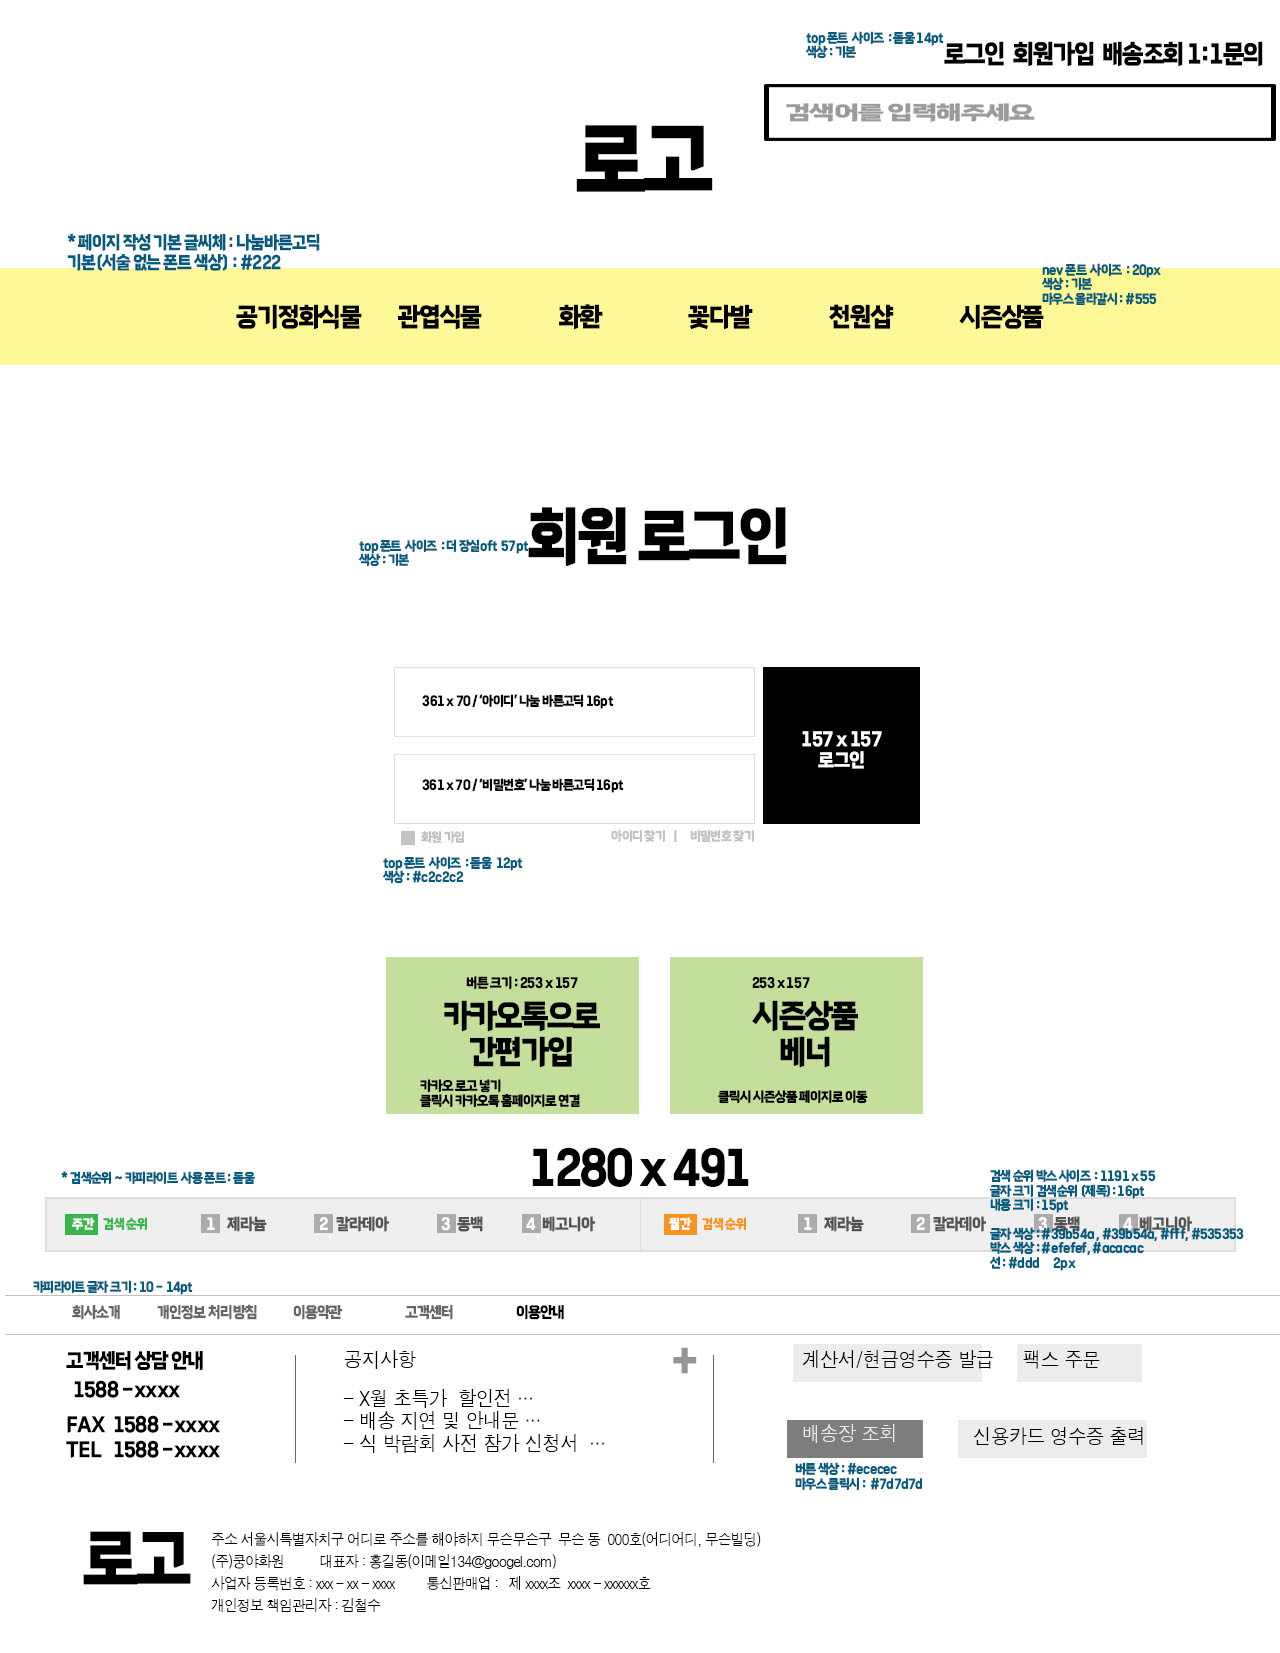 top 폰트 사이즈 : 돋움 14pt
색상 : 기본
로그인 회원가입 배송조회 1:1문의
검색어를 입력해주세요
로고
* 페이지 작성 기본 글씨체 : 나눔바른고딕
기본(서술 없는 폰트 색상) : #222
nev 폰트 사이즈 : 20px
색상 : 기본
마우스 올라갈시 : #555
공기정화식물 관엽식물 화환 꽃다발 천원샵 시즌상품
회원 로그인
top 폰트 사이즈 : 더 잠실oft 57pt
색상 : 기본
361 x 70 / ‘아이디’ 나눔 바른고딕 16pt
157 x 157
로그인
361 x 70 / ‘비밀번호’ 나눔 바른고딕 16pt
회원 가입 아이디 찾기 | 비밀번호 찾기
top 폰트 사이즈 : 돋움 12pt
색상 : #c2c2c2
버튼 크기 : 253 x 157
카카오톡으로
간편가입
카카오 로고 넣기
클릭시 카카오톡 홈페이지로 연결
253 x 157
시즌상품
베너
클릭시 시즌상품 페이지로 이동
1280 x 491
* 검색순위 ~ 카피라이트 사용 폰트 : 돋움
검색 순위 박스 사이즈 : 1191 x 55
글자 크기 검색순위 (제목) : 16pt
내용 크기 : 15pt
주간 검색 순위 1 제라늄 2 칼라데아 3 동백 4 베고니아
월간 검색 순위 1 제라늄 2 칼라데아 3 동백 4 베고니아
글자 색상 : #39b54a , #39b54a, #fff, #535353
박스 색상 : #efefef, #acacac
선 : #ddd 2px
카피라이트 글자 크기 : 10 - 14pt
회사소개 개인정보 처리방침 이용약관 고객센터 이용안내
고객센터 상담 안내
1588 - xxxx
FAX 1588 - xxxx
TEL 1588 - xxxx
공지사항
– X월 초특가 할인전 …
– 배송 지연 및 안내문 …
– 식 박람회 사전 참가 신청서 …
계산서/현금영수증 발급 팩스 주문
배송장 조회 신용카드 영수증 출력
버튼 색상 : #ececec
마우스 클릭시 : #7d7d7d
로고
주소 서울시특별자치구 어디로 주소를 해야하지 무슨무슨구 무슨 동 000호(어디어디, 무슨빌딩)
(주)쿵야화원 대표자 : 홍길동(이메일134@googel.com)
사업자 등록번호 : xxx – xx – xxxx 통신판매업 : 제 xxxx조 xxxx – xxxxxx호
개인정보 책임관리자 : 김철수